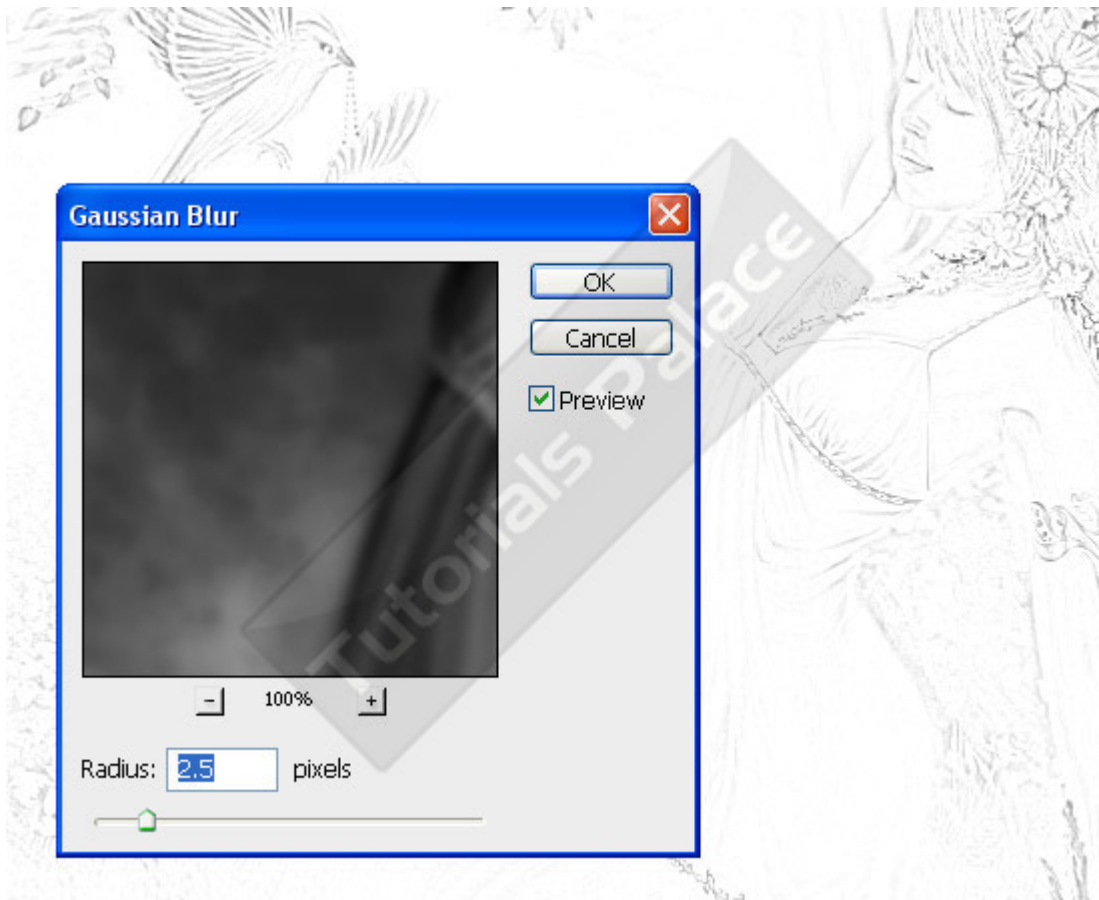 Gaussian Blur
OK
Cancel
Preview
Tutorials Palace
- 100% +
Radius: 2.5 pixels